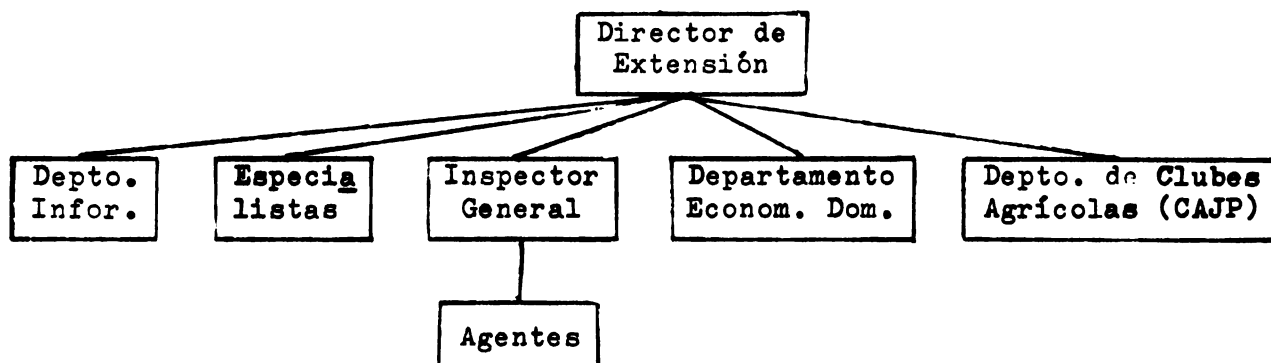 Director de
Extensión
Depto.
Infor.
Especia
listas
Inspector
General
Departamento
Econom. Dom.
Depto. de Clubes
Agrícolas (CAJP)
Agentes